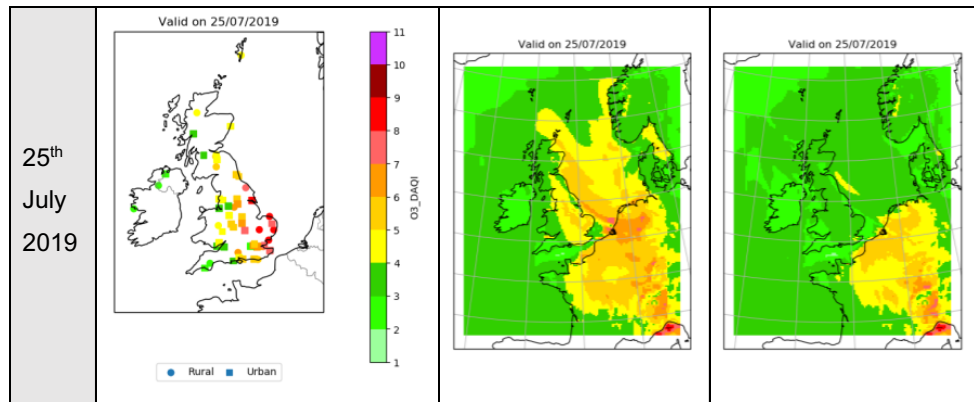 25th
July
2019
Valid on 25/07/2019
11
10
9
8
7
6
5
4
3
2
1
O3_DAQI
Rural Urban
Valid on 25/07/2019
Valid on 25/07/2019